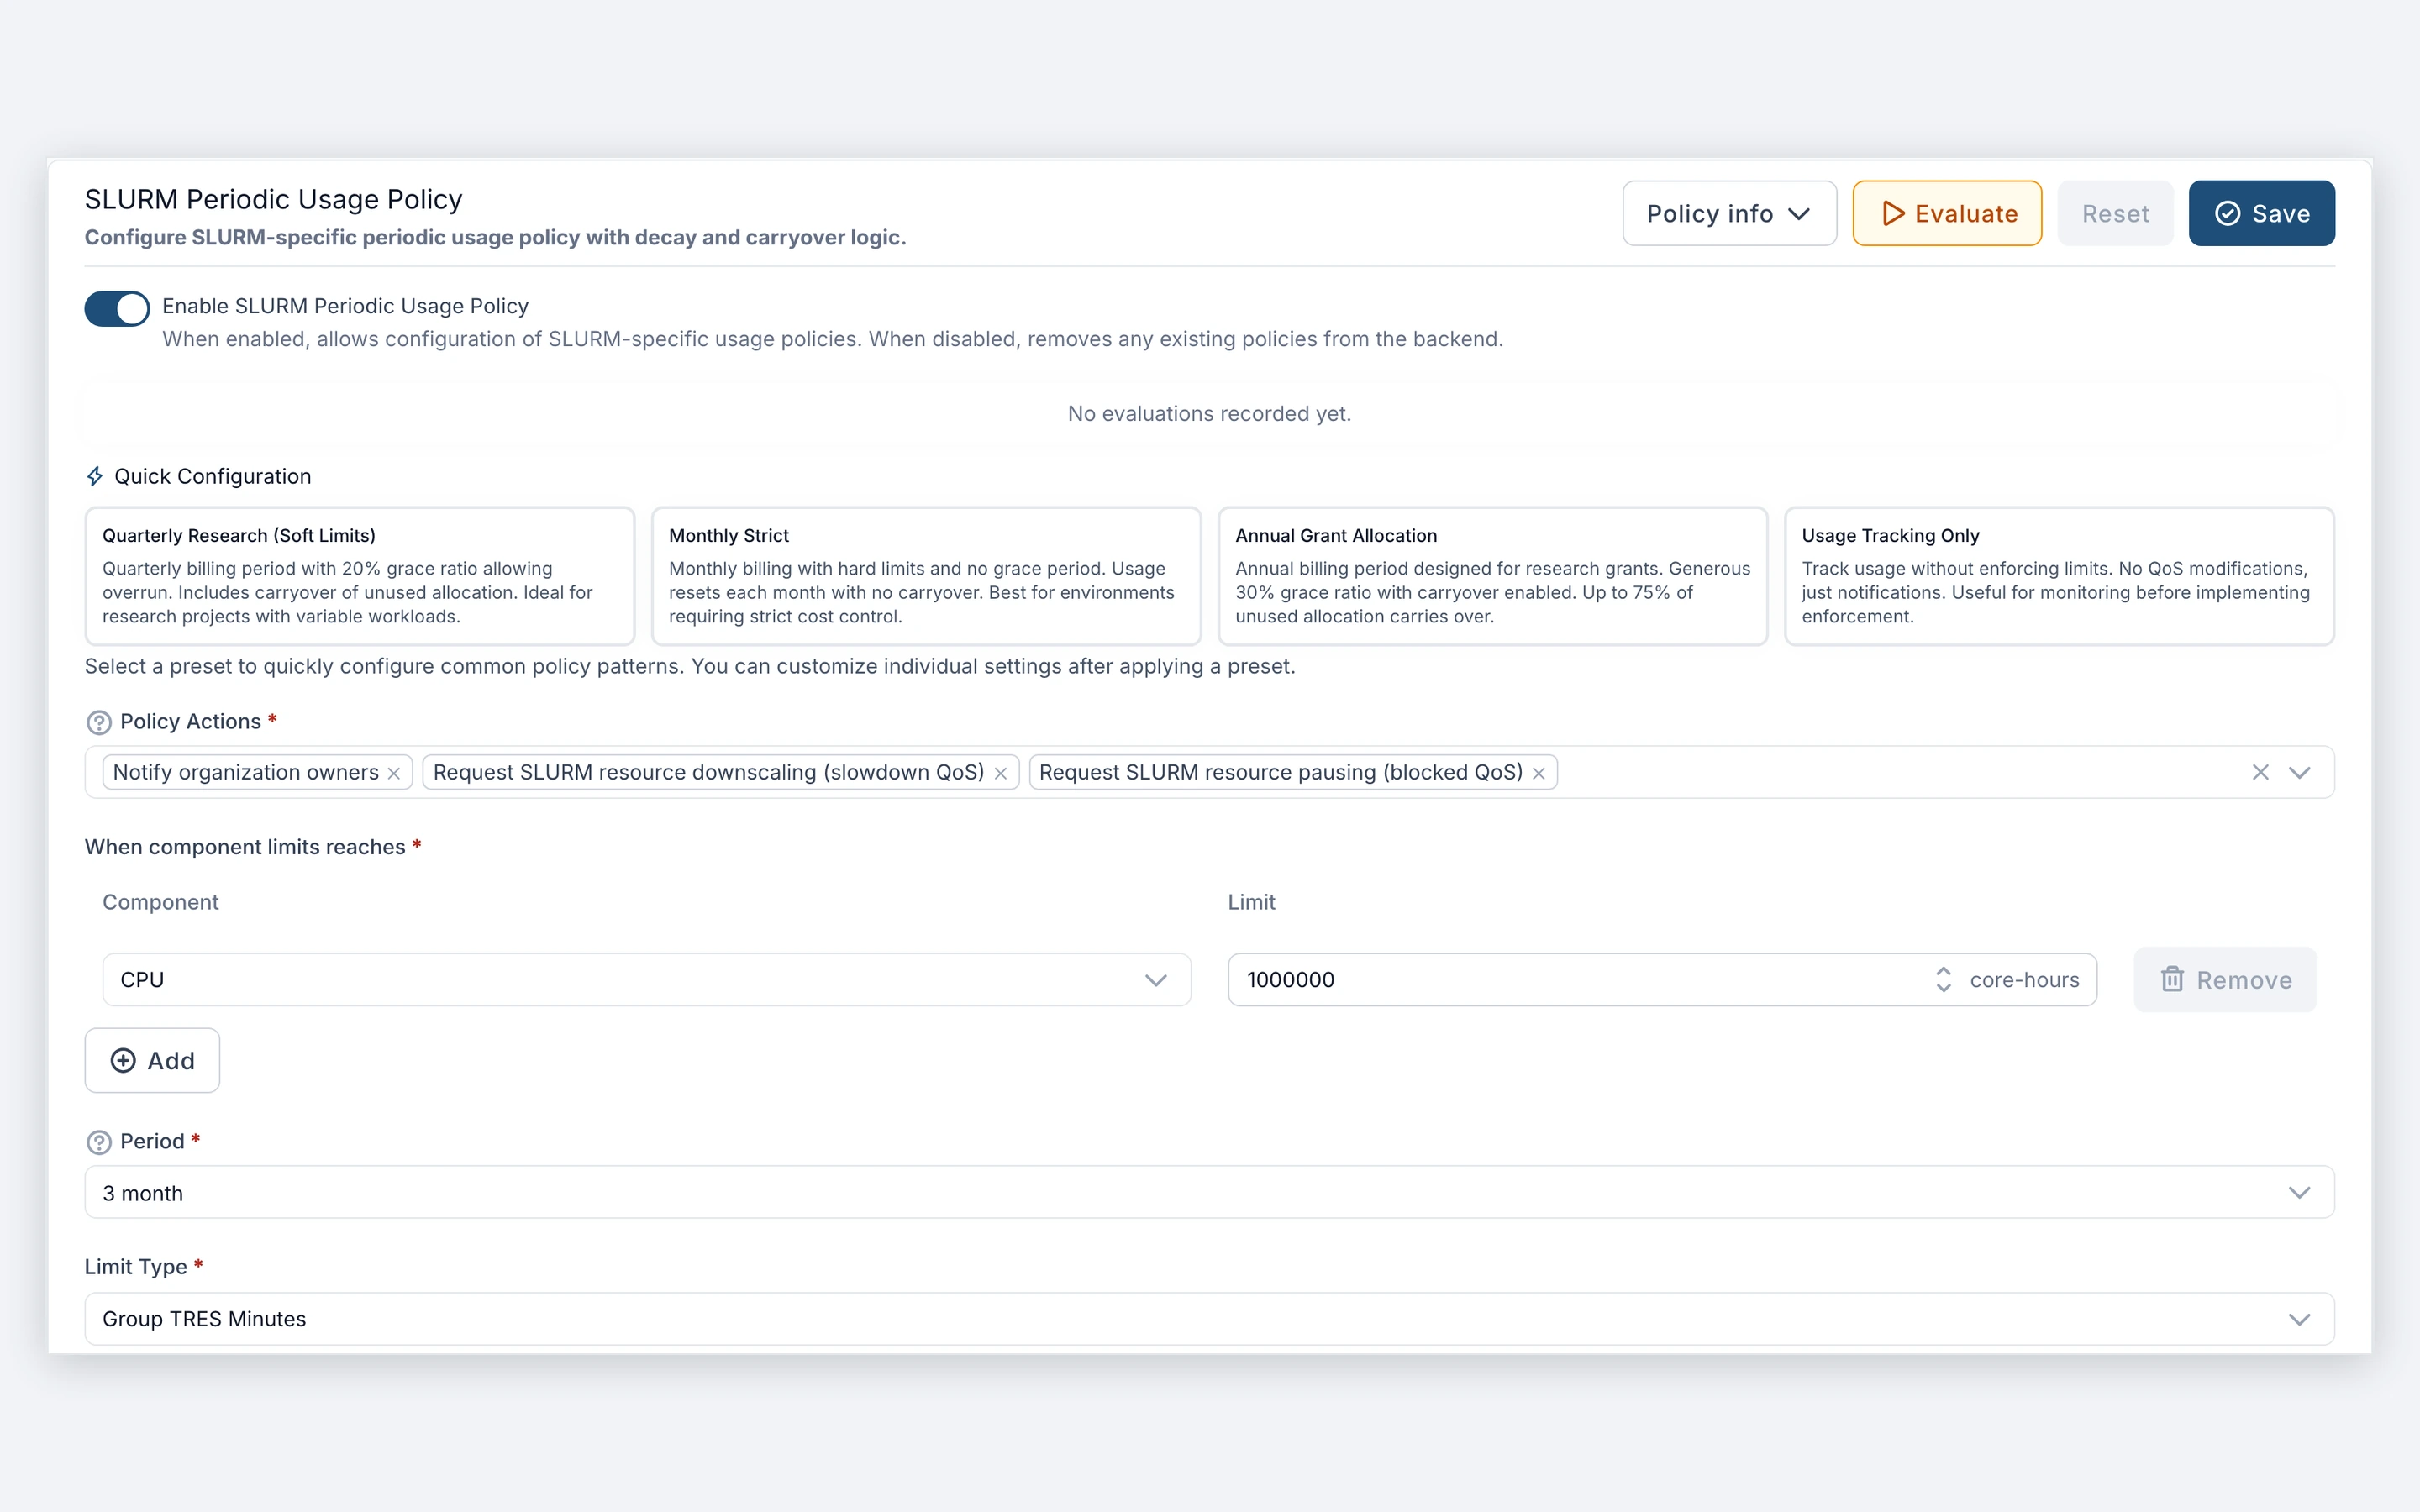 SLURM Periodic Usage Policy
Configure SLURM-specific periodic usage policy with decay and carryover logic.
Policy info
Evaluate
Reset
Save
Enable SLURM Periodic Usage Policy
When enabled, allows configuration of SLURM-specific usage policies. When disabled, removes any existing policies from the backend.
No evaluations recorded yet.
Quick Configuration
Quarterly Research (Soft Limits)
Quarterly billing period with 20% grace ratio allowing
overrun. Includes carryover of unused allocation. Ideal for
research projects with variable workloads.
Monthly Strict
Monthly billing with hard limits and no grace period. Usage
resets each month with no carryover. Best for environments
requiring strict cost control.
Annual Grant Allocation
Annual billing period designed for research grants. Generous
30% grace ratio with carryover enabled. Up to 75% of
unused allocation carries over.
Usage Tracking Only
Track usage without enforcing limits. No QoS modifications,
just notifications. Useful for monitoring before implementing
enforcement.
Select a preset to quickly configure common policy patterns. You can customize individual settings after applying a preset.
Policy Actions *
Notify organization owners
Request SLURM resource downscaling (slowdown QoS)
Request SLURM resource pausing (blocked QoS)
When component limits reaches *
Component
Limit
CPU
1000000
core-hours
Remove
Add
Period *
3 month
Limit Type *
Group TRES Minutes